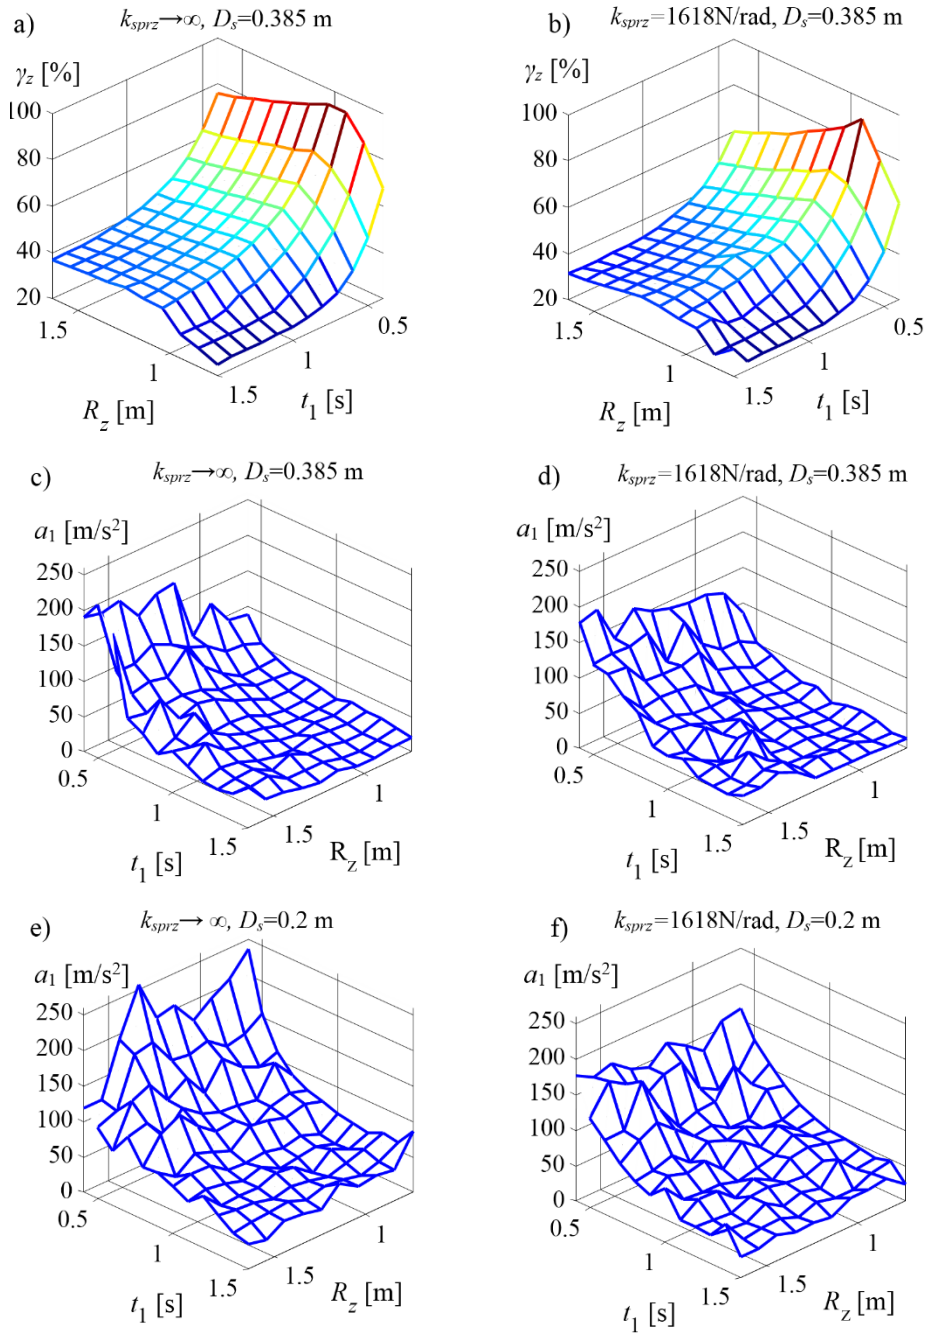 a) k_sprz→∞, D_s=0.385 m
γ_z [%]
100
80
60
40
20
1.5
1
R_z [m]
1.5
1
0.5
t_1 [s]
b) k_sprz=1618N/rad, D_s=0.385 m
γ_z [%]
100
80
60
40
20
1.5
1
R_z [m]
1.5
1
0.5
t_1 [s]
c) k_sprz→∞, D_s=0.385 m
a_1 [m/s²]
250
200
150
100
50
0
0.5
1
1.5
t_1 [s]
1.5
1
R_z [m]
d) k_sprz=1618N/rad, D_s=0.385 m
a_1 [m/s²]
250
200
150
100
50
0
0.5
1
1.5
t_1 [s]
1.5
1
R_z [m]
e) k_sprz→ ∞, D_s=0.2 m
a_1 [m/s²]
250
200
150
100
50
0
0.5
1
1.5
t_1 [s]
1.5
1
R_z [m]
f) k_sprz=1618N/rad, D_s=0.2 m
a_1 [m/s²]
250
200
150
100
50
0
0.5
1
1.5
t_1 [s]
1.5
1
R_z [m]